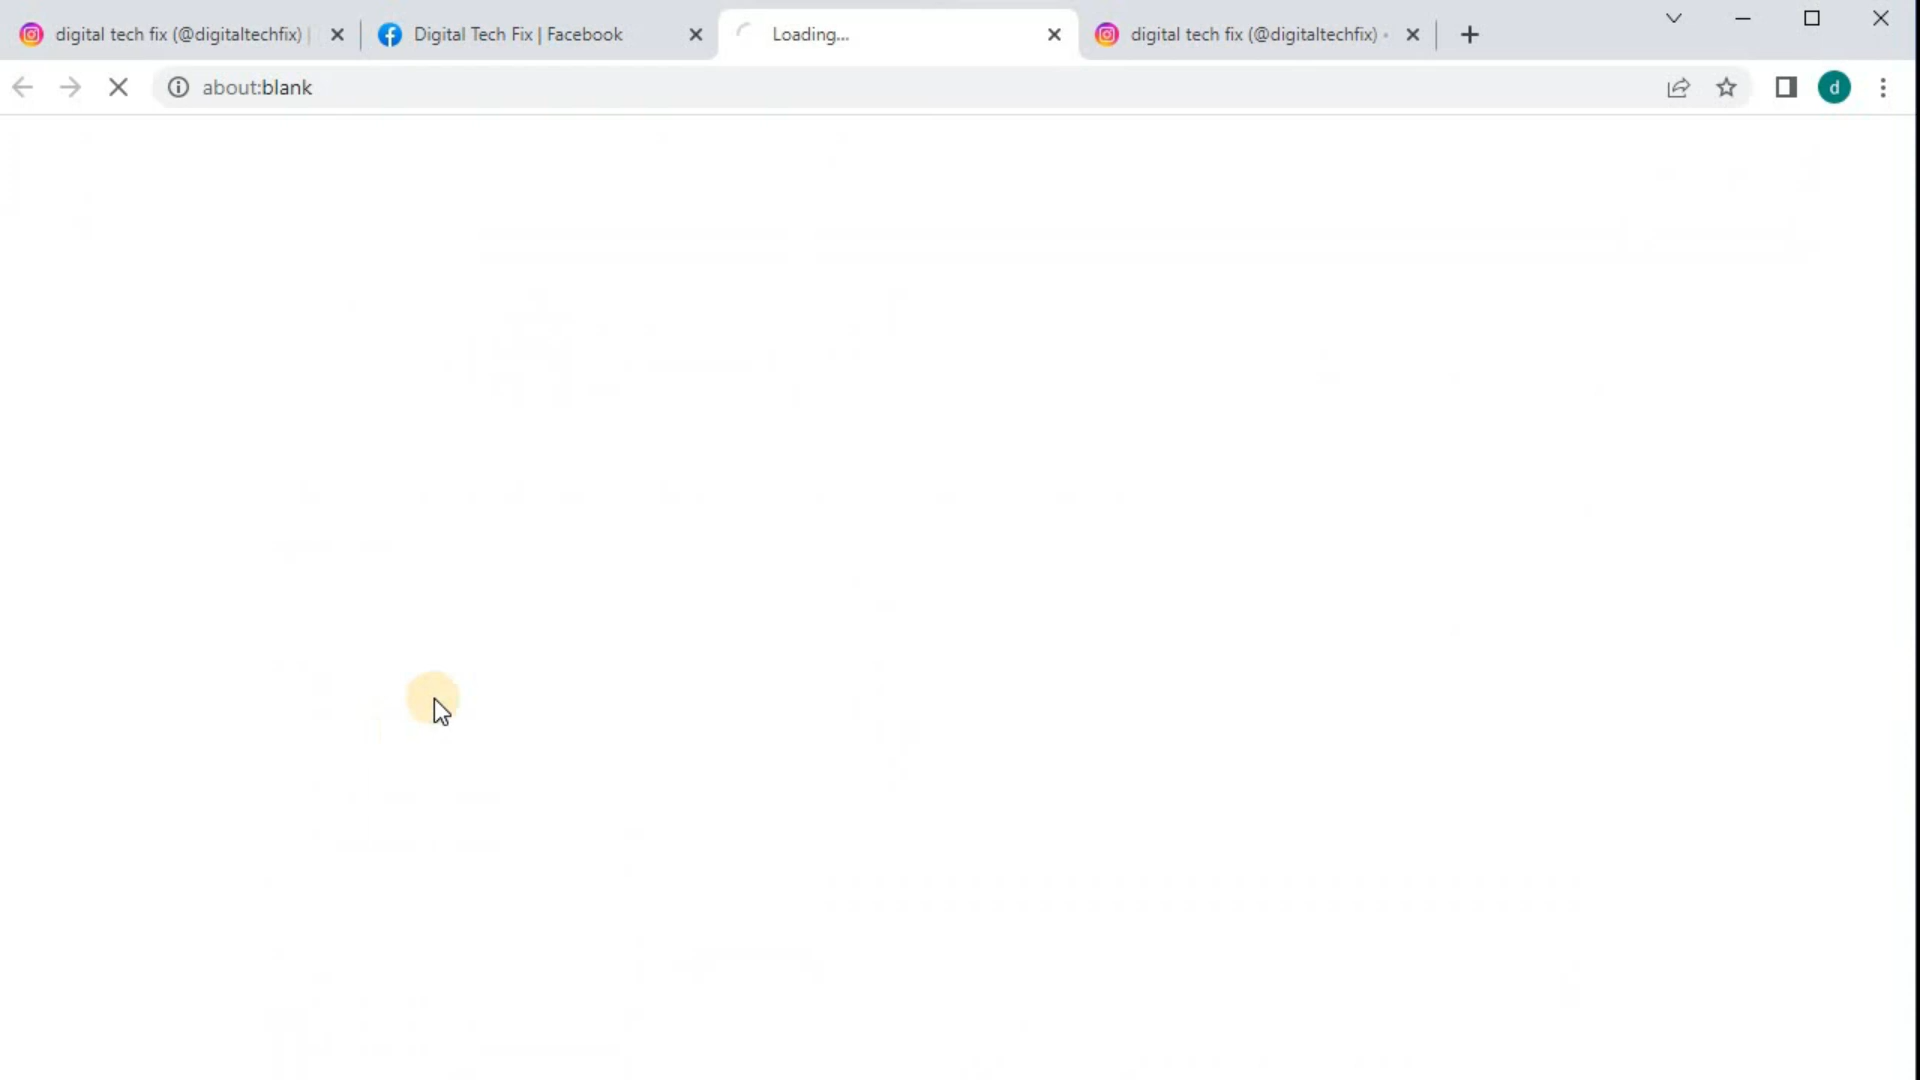 digital tech fix (@digitaltechfix) |
Digital Tech Fix | Facebook
Loading...
digital tech fix (@digitaltechfix) •
about:blank
d